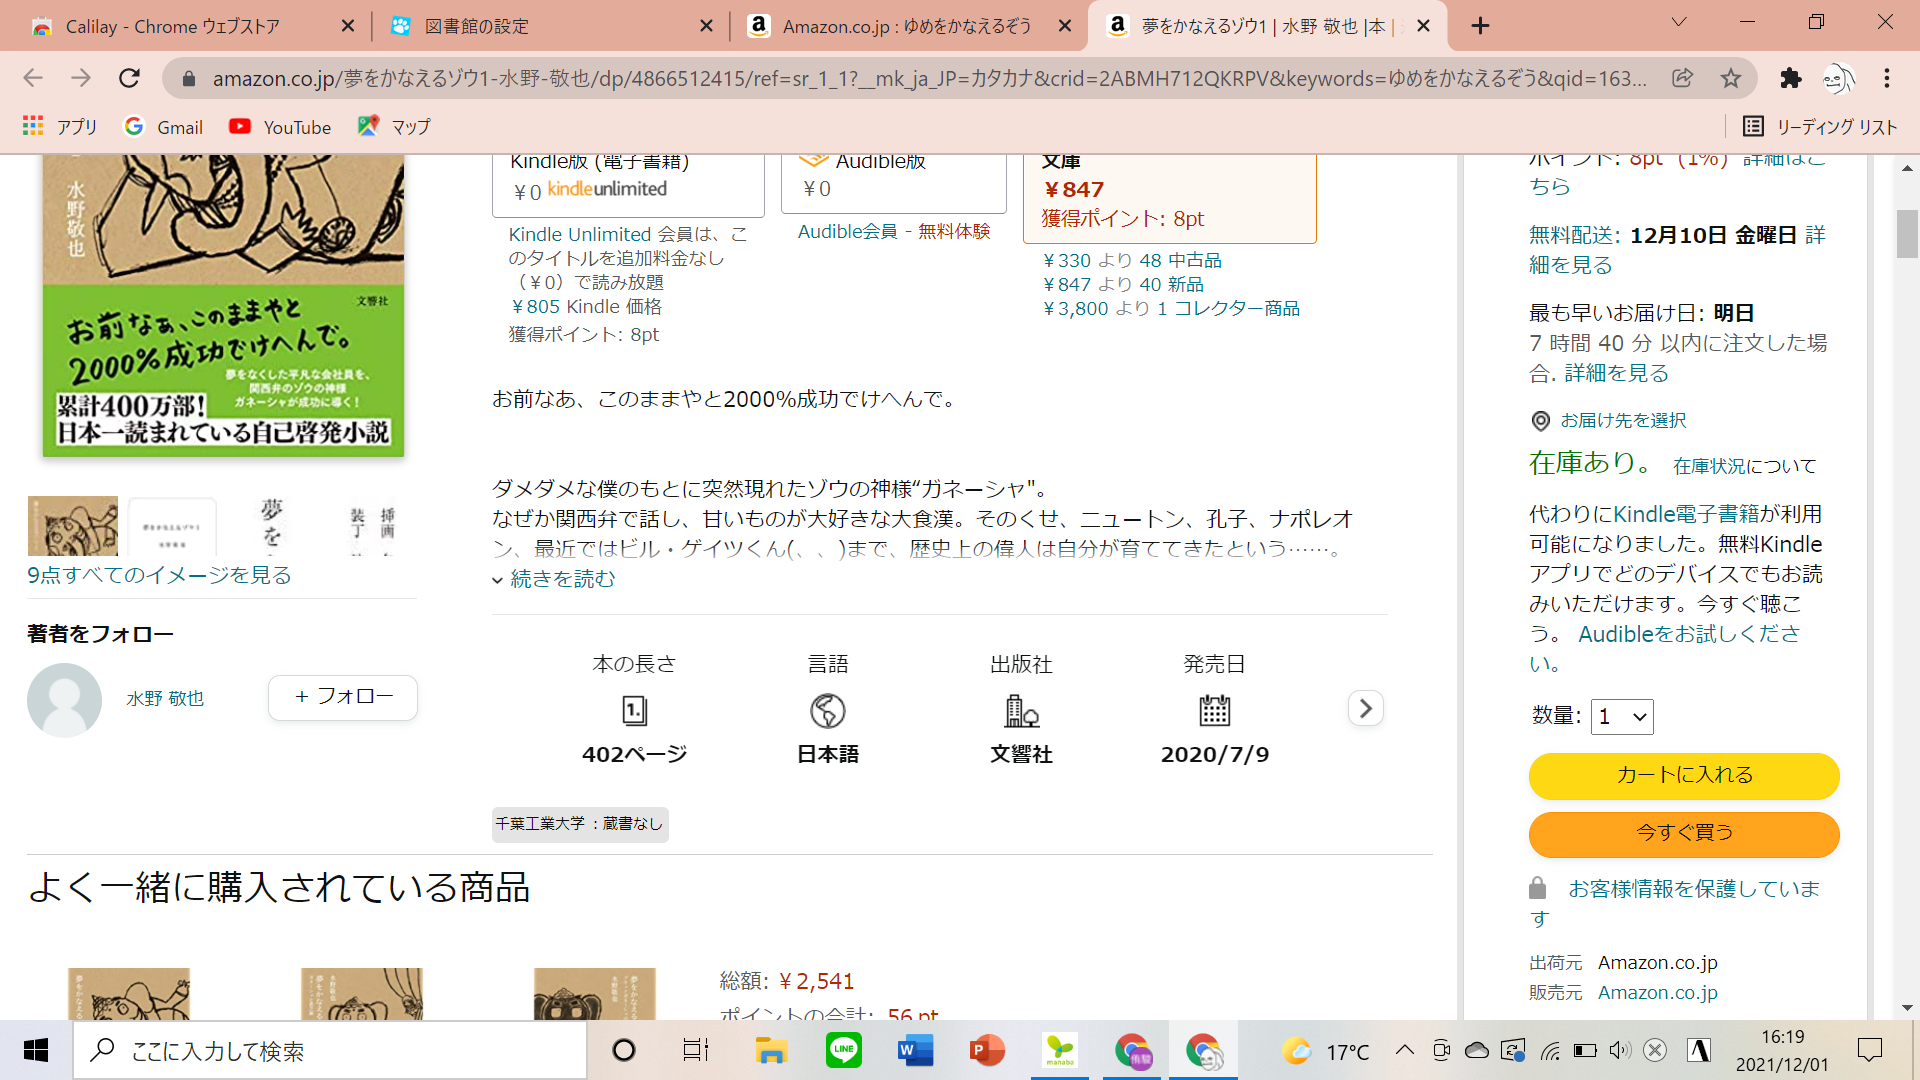 Calilay - Chrome ウェブストア
図書館の設定
Amazon.co.jp : ゆめをかなえるぞう
夢をかなえるゾウ1 | 水野 敬也 |本 |
amazon.co.jp/夢をかなえるゾウ1-水野-敬也/dp/4866512415/ref=sr_1_1?__mk_ja_JP=カタカナ&crid=2ABMH712QKRPV&keywords=ゆめをかなえるぞう&qid=163...
アプリ
Gmail
YouTube
マップ
リーディング リスト
水野敬也
文響社
お前なぁ、このままやと
2000%成功でけへんで。
夢をなくした平凡な会社員を、
関西弁のゾウの神様
ガネーシャが成功に導く！
累計400万部！
日本一読まれている自己啓発小説
9点すべてのイメージを見る
著者をフォロー
水野 敬也
+ フォロー
Kindle版 (電子書籍)
￥0 kindleunlimited
Kindle Unlimited 会員は、こ
のタイトルを追加料金なし
（￥0）で読み放題
￥805 Kindle 価格
獲得ポイント: 8pt
Audible版
￥0
Audible会員 - 無料体験
文庫
￥847
獲得ポイント: 8pt
￥330 より 48 中古品
￥847 より 40 新品
￥3,800 より 1 コレクター商品
お前なあ、このままやと2000%成功でけへんで。
ダメダメな僕のもとに突然現れたゾウの神様“ガネーシャ"。
なぜか関西弁で話し、甘いものが大好きな大食漢。そのくせ、ニュートン、孔子、ナポレオ
ン、最近ではビル・ゲイツくん(、、)まで、歴史上の偉人は自分が育ててきたという……。
続きを読む
本の長さ
402ページ
言語
日本語
出版社
文響社
発売日
2020/7/9
千葉工業大学 : 蔵書なし
よく一緒に購入されている商品
総額: ￥2,541
ポイントの合計: 56 pt
ポイント: 8pt (1%) 詳細はこ
ちら
無料配送: 12月10日 金曜日 詳
細を見る
最も早いお届け日: 明日
7 時間 40 分 以内に注文した場
合. 詳細を見る
お届け先を選択
在庫あり。 在庫状況について
代わりにKindle電子書籍が利用
可能になりました。無料Kindle
アプリでどのデバイスでもお読
みいただけます。今すぐ聴こ
う。 Audibleをお試しくださ
い。
数量: 1
カートに入れる
今すぐ買う
お客様情報を保護していま
す
出荷元 Amazon.co.jp
販売元 Amazon.co.jp
ここに入力して検索
LINE
manaba
17°C
16:19
2021/12/01